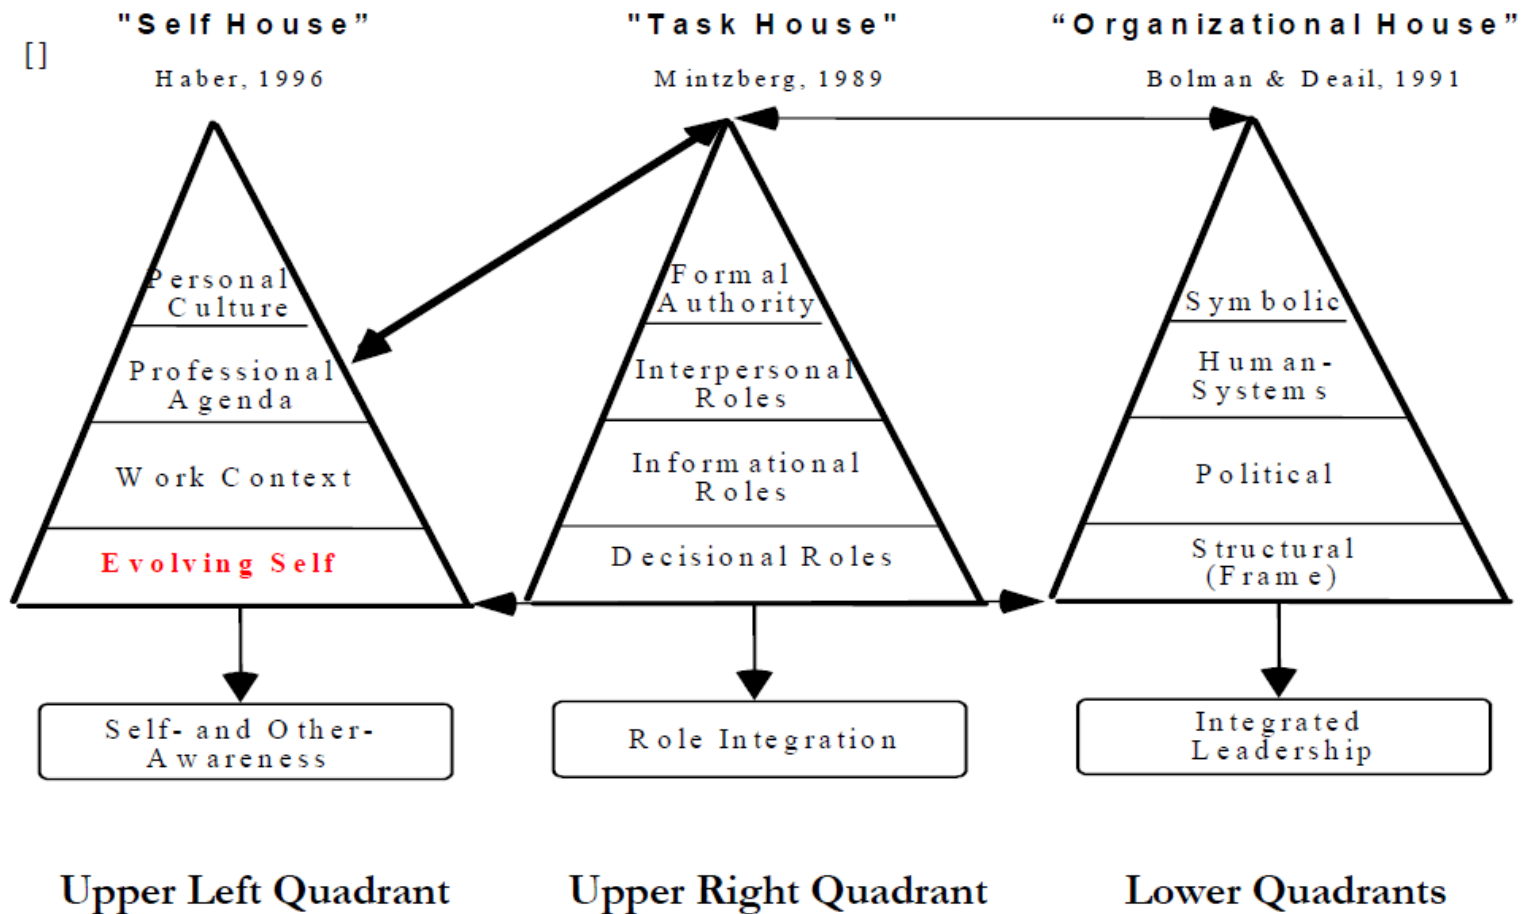 "Self House"
"Task House"
“Organizational House”
[]
Haber, 1996
Mintzberg, 1989
Bolman & Deail, 1991
Personal
Culture
Professional
Agenda
Work Context
Evolving Self
Formal
Authority
Interpersonal
Roles
Informational
Roles
Decisional Roles
Symbolic
Human-
Systems
Political
Structural
(Frame)
Self- and Other-
Awareness
Role Integration
Integrated
Leadership
Upper Left Quadrant
Upper Right Quadrant
Lower Quadrants